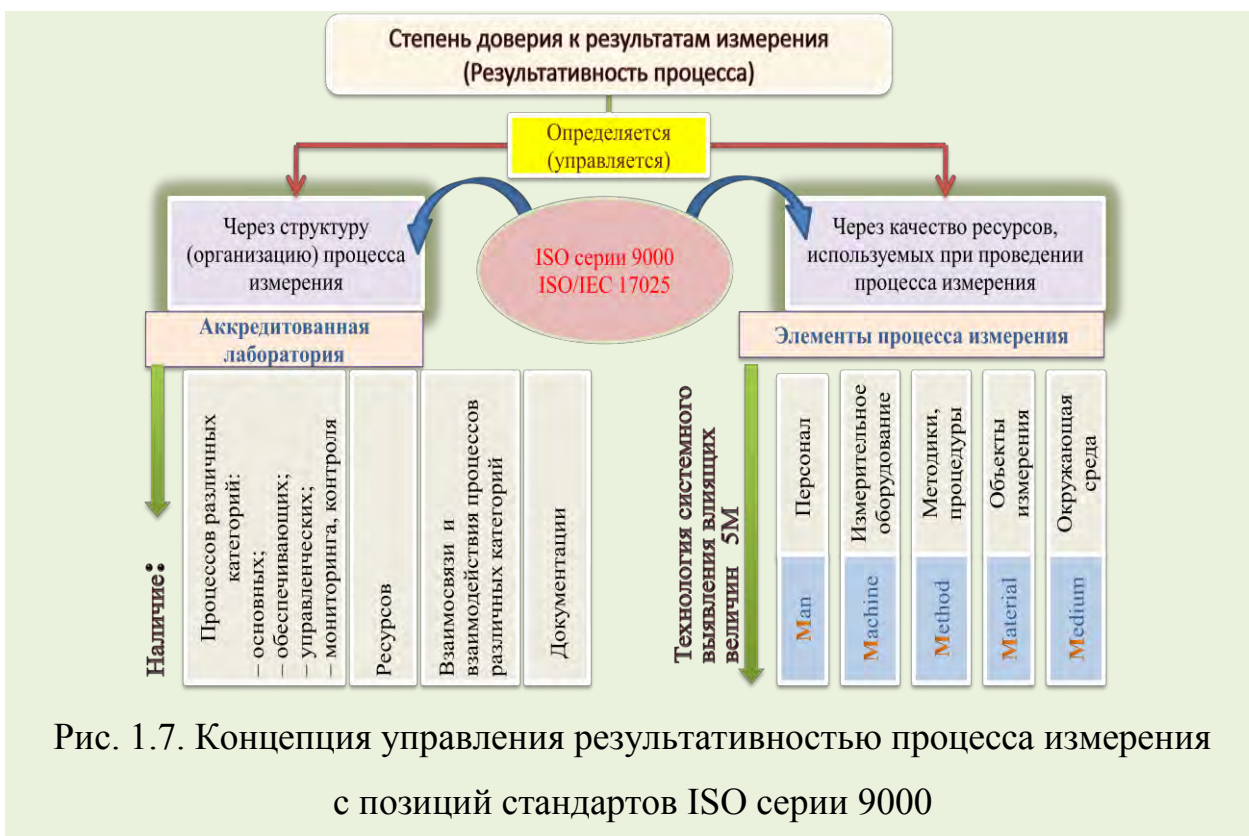 Степень доверия к результатам измерения
(Результативность процесса)
Определяется
(управляется)
Через структуру
(организацию) процесса
измерения
ISO серии 9000
ISO/IEC 17025
Через качество ресурсов,
используемых при проведении
процесса измерения
Аккредитованная
лаборатория
Элементы процесса измерения
Наличие:
Процессов различных
категорий:
– основных;
– обеспечивающих;
– управленческих;
– мониторинга, контроля
Ресурсов
Взаимосвязи и
взаимодействия процессов
различных категорий
Документации
Технология системного
выявления влиящих
величин 5М
Персонал
Man
Измерительное
оборудование
Machine
Методики,
процедуры
Method
Объекты
измерения
Material
Окружающая
среда
Medium
Рис. 1.7. Концепция управления результативностью процесса измерения
с позиций стандартов ISO серии 9000